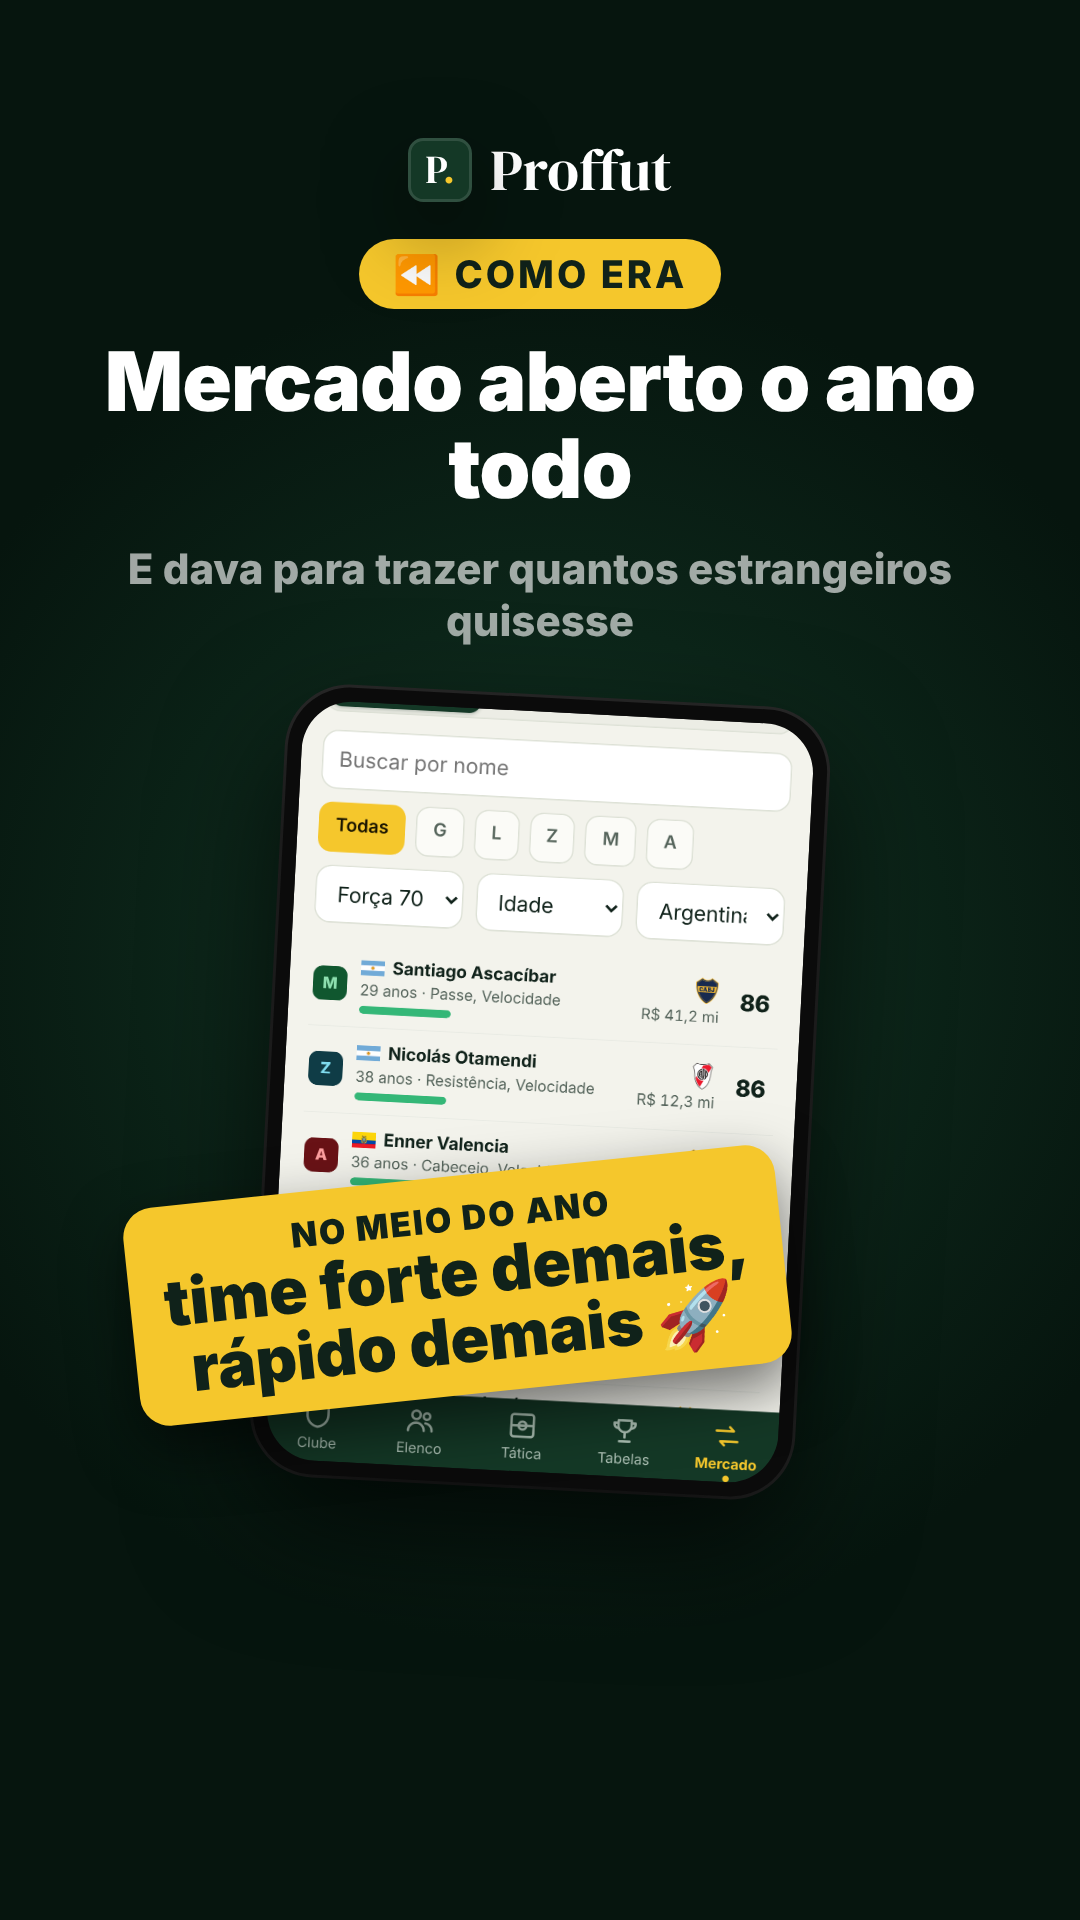 P.
Proffut
⏪ COMO ERA
Mercado aberto o ano
todo
E dava para trazer quantos estrangeiros
quisesse
Buscar por nome
Todas G L Z M A
Força 70 Idade Argentina
M Santiago Ascacíbar
29 anos · Passe, Velocidade
R$ 41,2 mi 86
Z Nicolás Otamendi
38 anos · Resistência, Velocidade
R$ 12,3 mi 86
A Enner Valencia
36 anos · Cabeceio,
NO MEIO DO ANO
time forte demais,
rápido demais 🚀
Clube Elenco Tática Tabelas Mercado